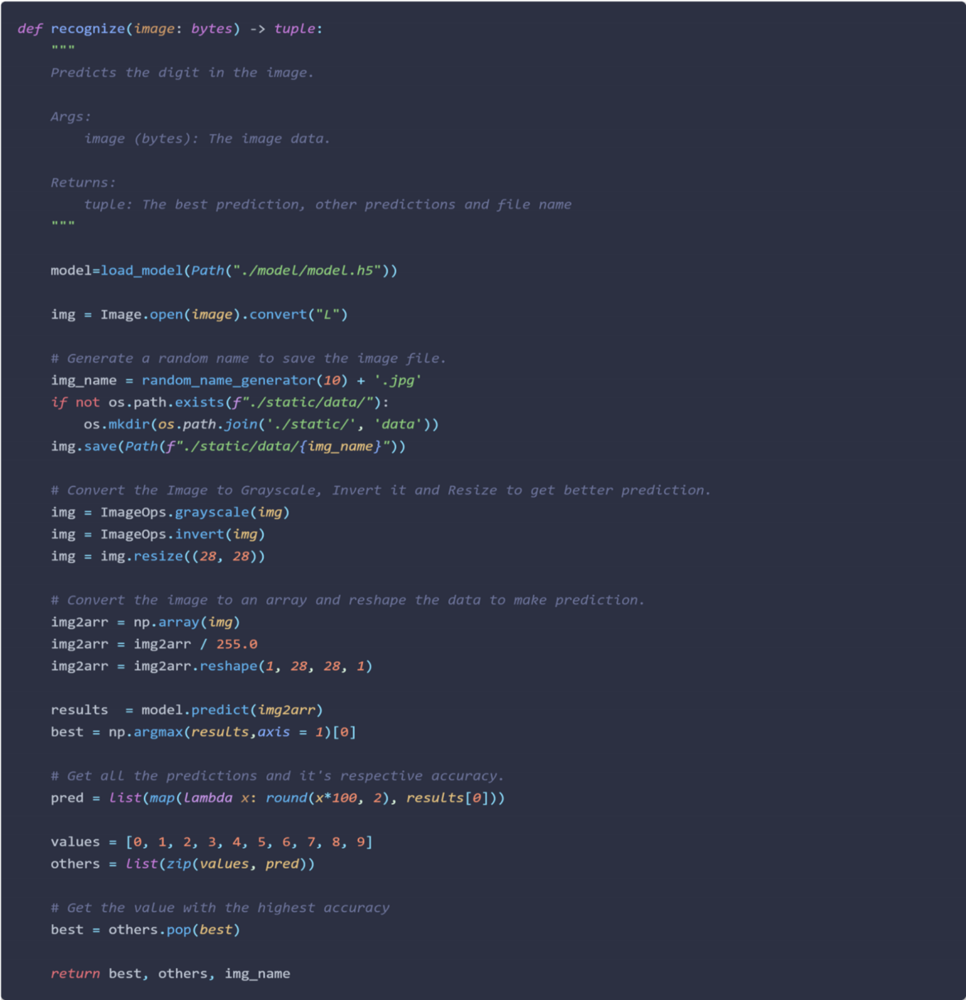 def recognize(image: bytes) -> tuple:
    """
    Predicts the digit in the image.

    Args:
        image (bytes): The image data.

    Returns:
        tuple: The best prediction, other predictions and file name
    """

    model=load_model(Path("./model/model.h5"))

    img = Image.open(image).convert("L")

    # Generate a random name to save the image file.
    img_name = random_name_generator(10) + '.jpg'
    if not os.path.exists(f"./static/data/"):
        os.mkdir(os.path.join('./static/', 'data'))
    img.save(Path(f"./static/data/{img_name}"))

    # Convert the Image to Grayscale, Invert it and Resize to get better prediction.
    img = ImageOps.grayscale(img)
    img = ImageOps.invert(img)
    img = img.resize((28, 28))

    # Convert the image to an array and reshape the data to make prediction.
    img2arr = np.array(img)
    img2arr = img2arr / 255.0
    img2arr = img2arr.reshape(1, 28, 28, 1)

    results  = model.predict(img2arr)
    best = np.argmax(results,axis = 1)[0]

    # Get all the predictions and it's respective accuracy.
    pred = list(map(lambda x: round(x*100, 2), results[0]))

    values = [0, 1, 2, 3, 4, 5, 6, 7, 8, 9]
    others = list(zip(values, pred))

    # Get the value with the highest accuracy
    best = others.pop(best)

    return best, others, img_name